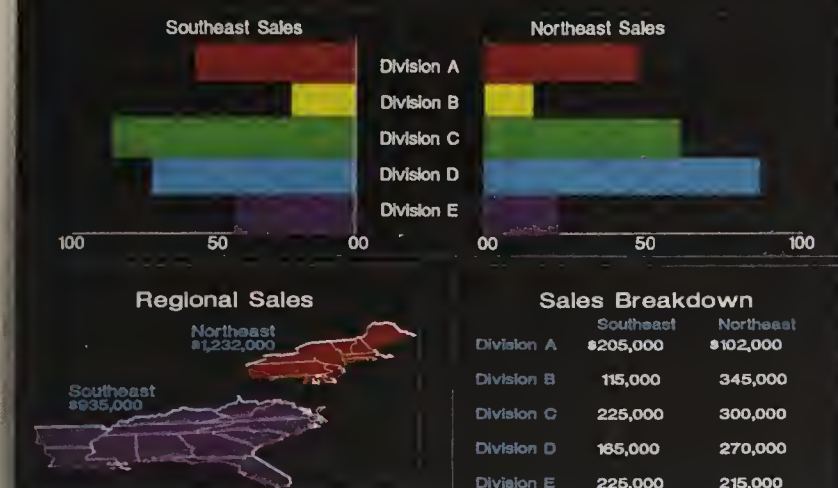 Southeast Sales
Northeast Sales
Division A
Division B
Division C
Division D
Division E
100 50 00
00 50 100
Regional Sales
Northeast
$1,232,000
Southeast
$935,000
Sales Breakdown
Southeast Northeast
Division A $205,000 $102,000
Division B 115,000 345,000
Division C 225,000 300,000
Division D 165,000 270,000
Division E 225,000 215,000